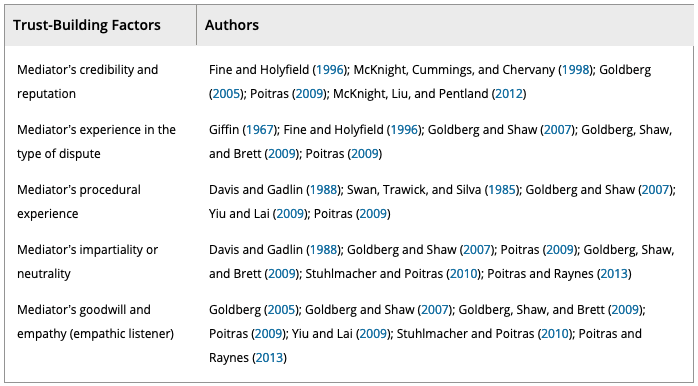 Trust-Building Factors Authors
Mediator's credibility and reputation
Fine and Holyfield (1996); McKnight, Cummings, and Chervany (1998); Goldberg
(2005); Poitras (2009); McKnight, Liu, and Pentland (2012)
Mediator's experience in the type of dispute
Giffin (1967); Fine and Holyfield (1996); Goldberg and Shaw (2007); Goldberg, Shaw,
and Brett (2009); Poitras (2009)
Mediator's procedural experience
Davis and Gadlin (1988); Swan, Trawick, and Silva (1985); Goldberg and Shaw (2007);
Yiu and Lai (2009); Poitras (2009)
Mediator's impartiality or neutrality
Davis and Gadlin (1988); Goldberg and Shaw (2007); Poitras (2009); Goldberg, Shaw,
and Brett (2009); Stuhlmacher and Poitras (2010); Poitras and Raynes (2013)
Mediator's goodwill and empathy (empathic listener)
Goldberg (2005); Goldberg and Shaw (2007); Goldberg, Shaw, and Brett (2009);
Poitras (2009); Yiu and Lai (2009); Stuhlmacher and Poitras (2010); Poitras and
Raynes (2013)